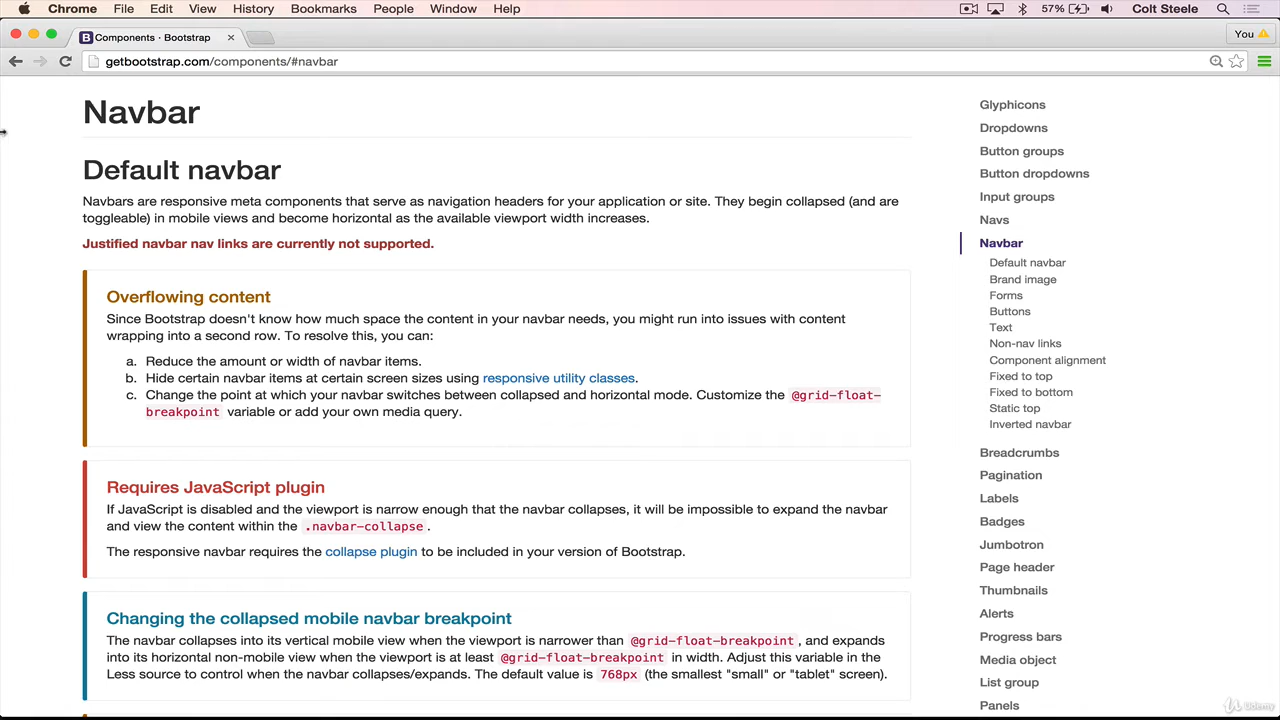 Chrome File Edit View History Bookmarks People Window Help 57% Colt Steele
Components · Bootstrap
You
getbootstrap.com/components/#navbar
Navbar
Default navbar
Navbars are responsive meta components that serve as navigation headers for your application or site. They begin collapsed (and are
toggleable) in mobile views and become horizontal as the available viewport width increases.
Justified navbar nav links are currently not supported.
Overflowing content
Since Bootstrap doesn't know how much space the content in your navbar needs, you might run into issues with content
wrapping into a second row. To resolve this, you can:
a. Reduce the amount or width of navbar items.
b. Hide certain navbar items at certain screen sizes using responsive utility classes.
c. Change the point at which your navbar switches between collapsed and horizontal mode. Customize the @grid-float-
breakpoint variable or add your own media query.
Requires JavaScript plugin
If JavaScript is disabled and the viewport is narrow enough that the navbar collapses, it will be impossible to expand the navbar
and view the content within the .navbar-collapse.
The responsive navbar requires the collapse plugin to be included in your version of Bootstrap.
Changing the collapsed mobile navbar breakpoint
The navbar collapses into its vertical mobile view when the viewport is narrower than @grid-float-breakpoint, and expands
into its horizontal non-mobile view when the viewport is at least @grid-float-breakpoint in width. Adjust this variable in the
Less source to control when the navbar collapses/expands. The default value is 768px (the smallest "small" or "tablet" screen).
Glyphicons
Dropdowns
Button groups
Button dropdowns
Input groups
Navs
Navbar
Default navbar
Brand image
Forms
Buttons
Text
Non-nav links
Component alignment
Fixed to top
Fixed to bottom
Static top
Inverted navbar
Breadcrumbs
Pagination
Labels
Badges
Jumbotron
Page header
Thumbnails
Alerts
Progress bars
Media object
List group
Panels
Udemy